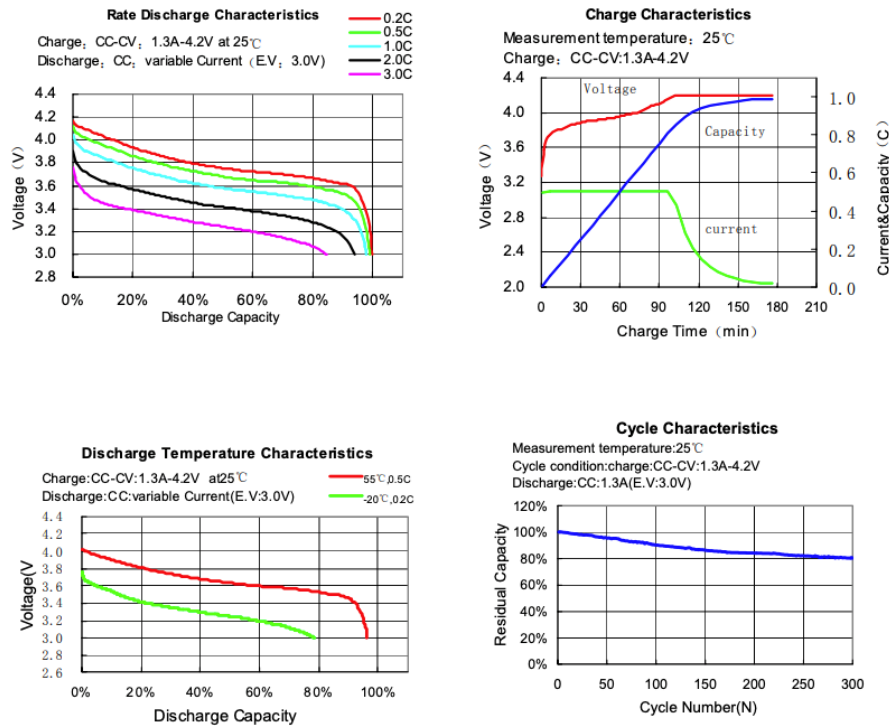 Rate Discharge Characteristics
Charge：CC-CV：1.3A-4.2V at 25℃
Discharge：CC：variable Current（E.V：3.0V）
0.2C
0.5C
1.0C
2.0C
3.0C
Voltage（V）
4.4
4.2
4.0
3.8
3.6
3.4
3.2
3.0
2.8
0% 20% 40% 60% 80% 100%
Discharge Capacity
Charge Characteristics
Measurement temperature：25℃
Charge：CC-CV:1.3A-4.2V
Voltage（V）
4.4
4.0
3.6
3.2
2.8
2.4
2.0
Voltage
Capacity
current
1.0
0.8
0.6
0.4
0.2
0.0
Current&Capacity（C）
0 30 60 90 120 150 180 210
Charge Time（min）
Discharge Temperature Characteristics
Charge:CC-CV:1.3A-4.2V at25℃
Discharge:CC:variable Current(E.V:3.0V)
55℃,0.5C
-20℃,0.2C
Voltage(V
4.4
4.2
4.0
3.8
3.6
3.4
3.2
3.0
2.8
2.6
0% 20% 40% 60% 80% 100%
Discharge Capacity
Cycle Characteristics
Measurement temperature:25℃
Cycle condition:charge:CC-CV:1.3A-4.2V
Discharge:CC:1.3A(E.V:3.0V)
Residual Capacity
120%
100%
80%
60%
40%
20%
0%
0 50 100 150 200 250 300
Cycle Number(N)